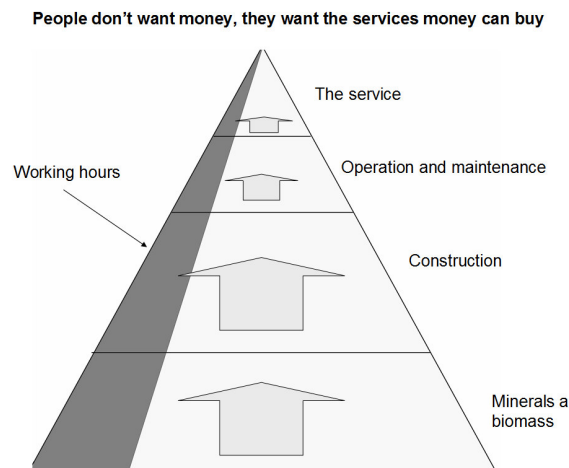 People don't want money, they want the services money can buy
The service
Working hours
Operation and maintenance
Construction
Minerals a
biomass